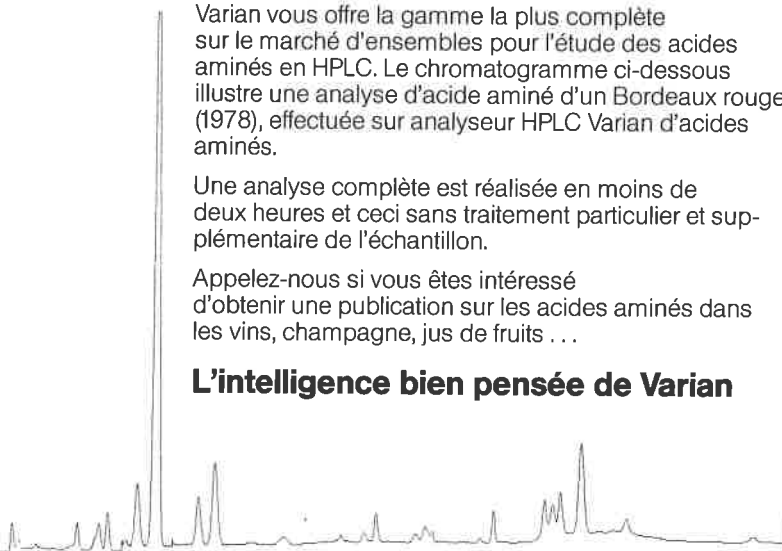 Varian vous offre la gamme la plus complète
sur le marché d'ensembles pour l'étude des acides
aminés en HPLC. Le chromatogramme ci-dessous
illustre une analyse d'acide aminé d'un Bordeaux rouge
(1978), effectuée sur analyseur HPLC Varian d'acides
aminés.
Une analyse complète est réalisée en moins de
deux heures et ceci sans traitement particulier et sup-
plémentaire de l'échantillon.
Appelez-nous si vous êtes intéressé
d'obtenir une publication sur les acides aminés dans
les vins, champagne, jus de fruits . . .
L'intelligence bien pensée de Varian